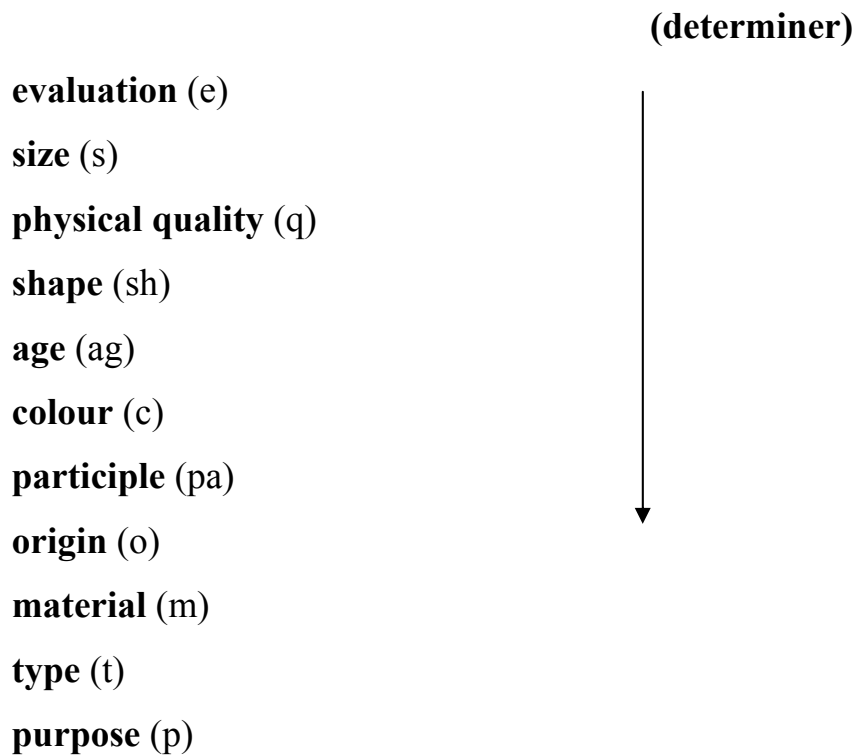 (determiner)
evaluation (e)
size (s)
physical quality (q)
shape (sh)
age (ag)
colour (c)
participle (pa)
origin (o)
material (m)
type (t)
purpose (p)